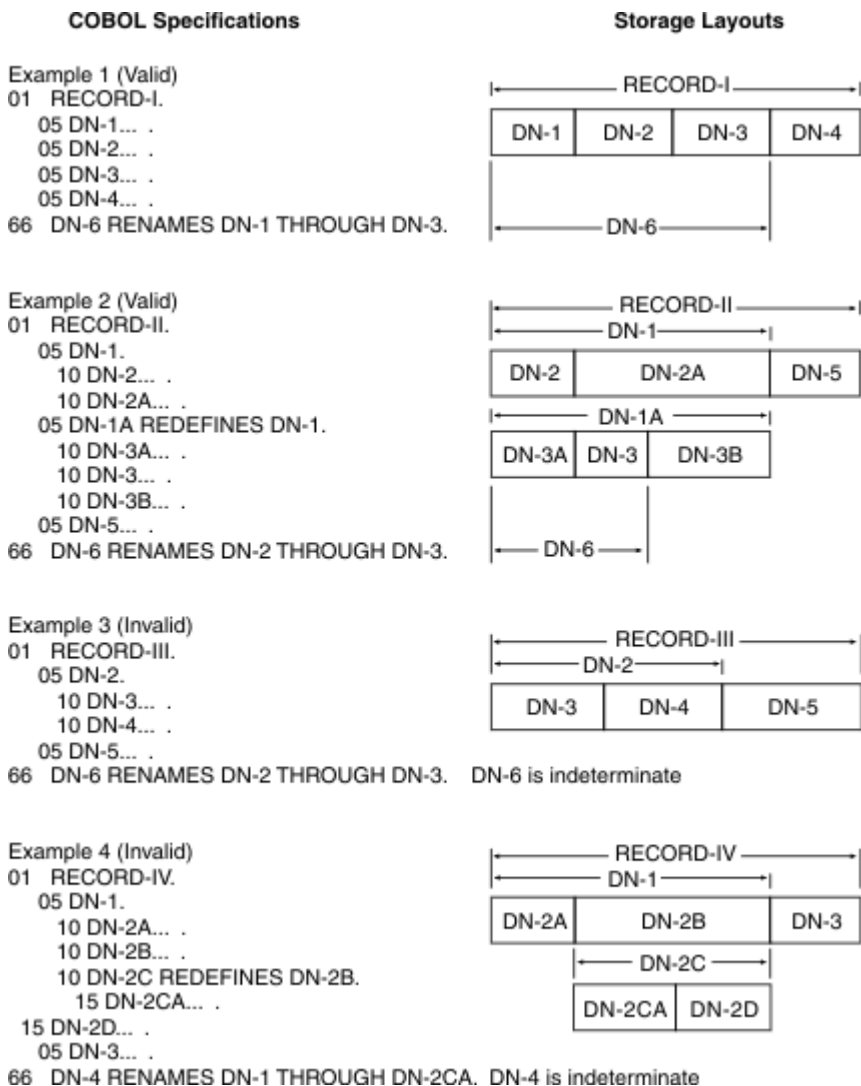 COBOL Specifications
Storage Layouts
Example 1 (Valid)
01 RECORD-I.
05 DN-1... .
05 DN-2... .
05 DN-3... .
05 DN-4... .
66 DN-6 RENAMES DN-1 THROUGH DN-3.
RECORD-I
DN-1 DN-2 DN-3 DN-4
DN-6
Example 2 (Valid)
01 RECORD-II.
05 DN-1.
10 DN-2... .
10 DN-2A... .
05 DN-1A REDEFINES DN-1.
10 DN-3A... .
10 DN-3... .
10 DN-3B... .
05 DN-5... .
66 DN-6 RENAMES DN-2 THROUGH DN-3.
RECORD-II
DN-1
DN-2 DN-2A DN-5
DN-1A
DN-3A DN-3 DN-3B
DN-6
Example 3 (Invalid)
01 RECORD-III.
05 DN-2.
10 DN-3... .
10 DN-4... .
05 DN-5... .
66 DN-6 RENAMES DN-2 THROUGH DN-3. DN-6 is indeterminate
RECORD-III
DN-2
DN-3 DN-4 DN-5
Example 4 (Invalid)
01 RECORD-IV.
05 DN-1.
10 DN-2A... .
10 DN-2B... .
10 DN-2C REDEFINES DN-2B.
15 DN-2CA... .
15 DN-2D... .
05 DN-3... .
66 DN-4 RENAMES DN-1 THROUGH DN-2CA. DN-4 is indeterminate
RECORD-IV
DN-1
DN-2A DN-2B DN-3
DN-2C
DN-2CA DN-2D